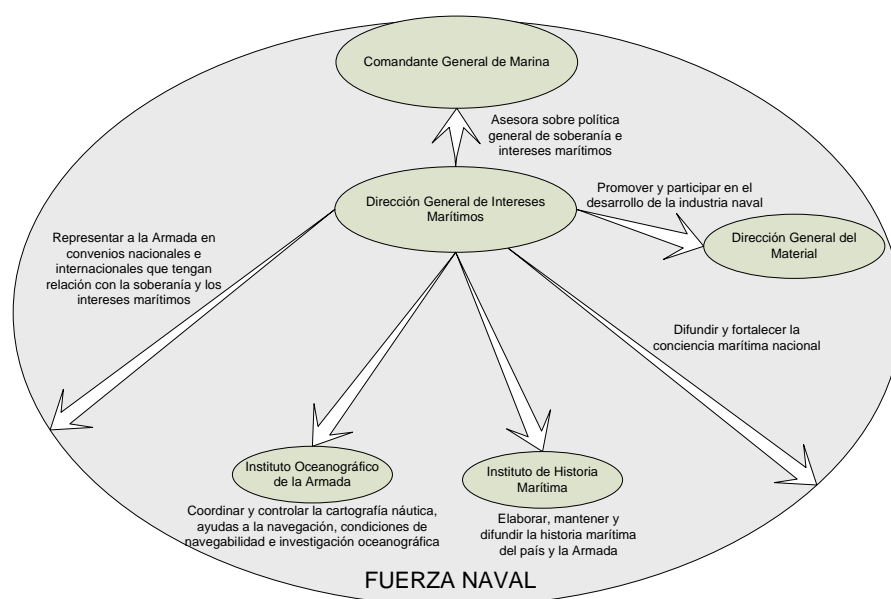 Comandante General de Marina
Asesora sobre política
general de soberanía e
intereses marítimos
Dirección General de Intereses
Marítimos
Promover y participar en el
desarrollo de la industria naval
Dirección General del
Material
Representar a la Armada en
convenios nacionales e
internacionales que tengan
relación con la soberanía y los
intereses marítimos
Difundir y fortalecer la
conciencia marítima nacional
Instituto Oceanográfico
de la Armada
Coordinar y controlar la cartografía náutica,
ayudas a la navegación, condiciones de
navegabilidad e investigación oceanográfica
Instituto de Historia
Marítima
Elaborar, mantener y
difundir la historia marítima
del país y la Armada
FUERZA NAVAL